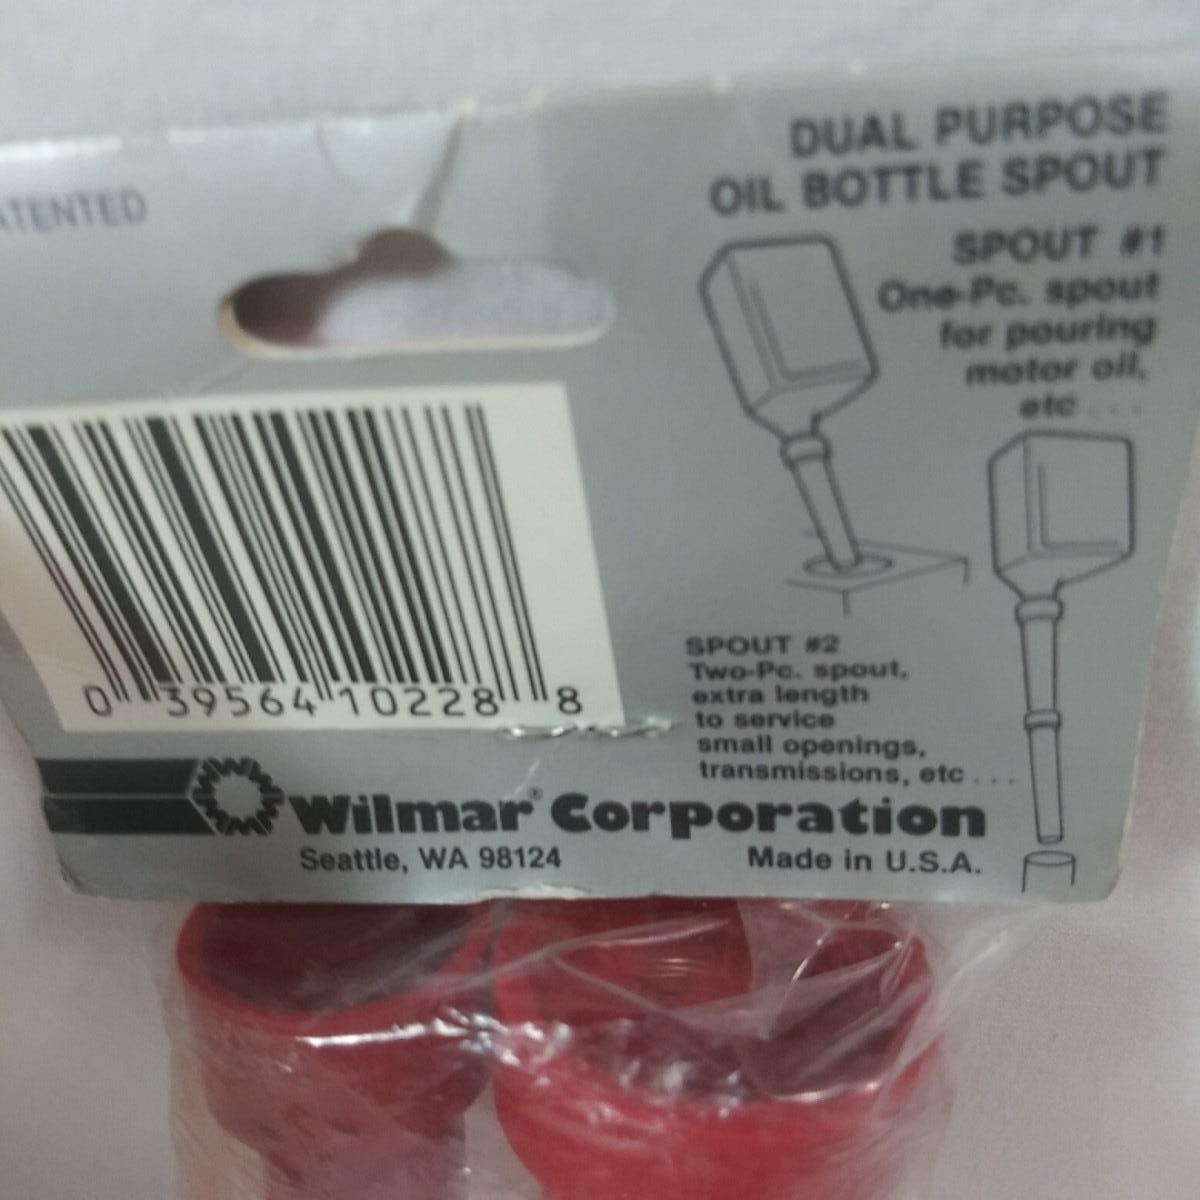 ATENTED
DUAL PURPOSE
OIL BOTTLE SPOUT
SPOUT #1
One-Pc. spout
for pouring
motor oil,
etc . . .
0 39564 10228 8
SPOUT #2
Two-Pc. spout,
extra length
to service
small openings,
transmissions, etc . . .
Wilmar® Corporation
Seattle, WA 98124
Made in U.S.A.